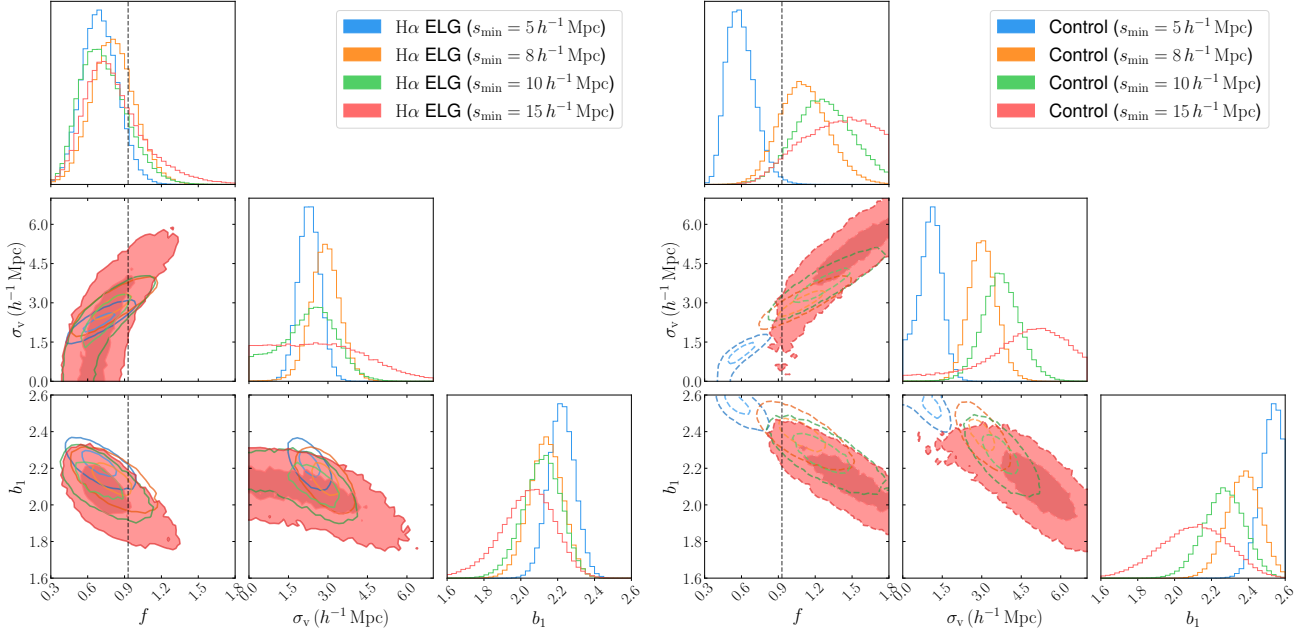 Hα ELG (s_min = 5 h⁻¹ Mpc)
Hα ELG (s_min = 8 h⁻¹ Mpc)
Hα ELG (s_min = 10 h⁻¹ Mpc)
Hα ELG (s_min = 15 h⁻¹ Mpc)
σ_v (h⁻¹ Mpc)
6.0
4.5
3.0
1.5
0.0
b₁
2.6
2.4
2.2
2.0
1.8
1.6
0.3 0.6 0.9 1.2 1.5 1.8
f
0.0 1.5 3.0 4.5 6.0
σ_v (h⁻¹ Mpc)
1.6 1.8 2.0 2.2 2.4 2.6
b₁
Control (s_min = 5 h⁻¹ Mpc)
Control (s_min = 8 h⁻¹ Mpc)
Control (s_min = 10 h⁻¹ Mpc)
Control (s_min = 15 h⁻¹ Mpc)
σ_v (h⁻¹ Mpc)
6.0
4.5
3.0
1.5
0.0
b₁
2.6
2.4
2.2
2.0
1.8
1.6
0.3 0.6 0.9 1.2 1.5 1.8
f
0.0 1.5 3.0 4.5 6.0
σ_v (h⁻¹ Mpc)
1.6 1.8 2.0 2.2 2.4 2.6
b₁